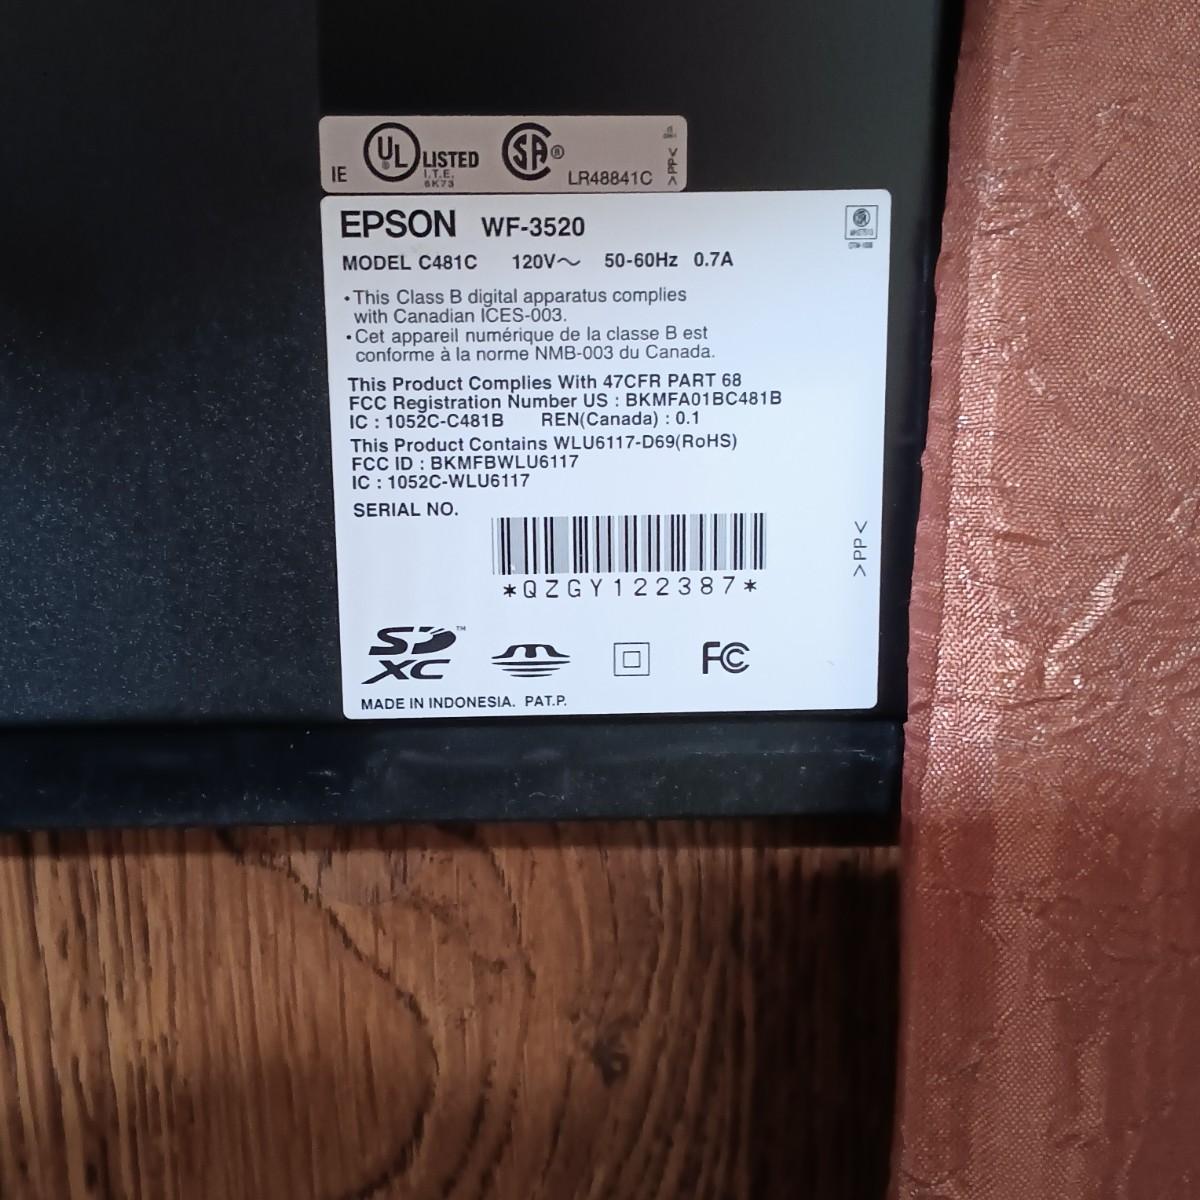 IE UL® LISTED SA® LR48841C >PP<
I.T.E.
6K73
EPSON WF-3520
MODEL C481C 120V～ 50-60Hz 0.7A
•This Class B digital apparatus complies
with Canadian ICES-003.
•Cet appareil numérique de la classe B est
conforme à la norme NMB-003 du Canada.
This Product Complies With 47CFR PART 68
FCC Registration Number US : BKMFA01BC481B
IC : 1052C-C481B REN(Canada) : 0.1
This Product Contains WLU6117-D69(RoHS)
FCC ID : BKMFBWLU6117
IC : 1052C-WLU6117
SERIAL NO.
*QZGY122387*
>PP<
SD™
XC
FC
MADE IN INDONESIA. PAT.P.